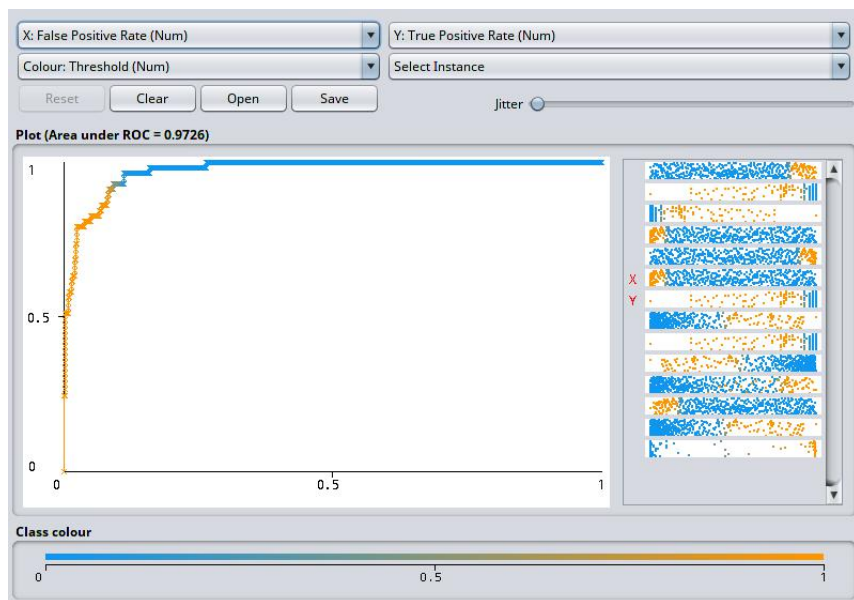 X: False Positive Rate (Num) Y: True Positive Rate (Num)
Colour: Threshold (Num) Select Instance
Reset Clear Open Save Jitter
Plot (Area under ROC = 0.9726)
1
X
Y
0.5
0
0 0.5 1
Class colour
0 0.5 1